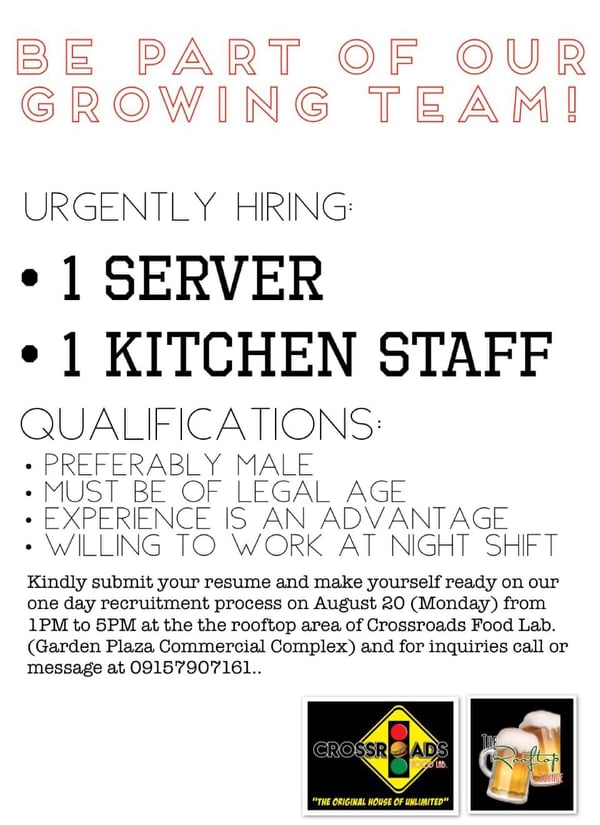 BE PART OF OUR
GROWING TEAM!
URGENTLY HIRING:
• 1 SERVER
• 1 KITCHEN STAFF
QUALIFICATIONS:
• PREFERABLY MALE
• MUST BE OF LEGAL AGE
• EXPERIENCE IS AN ADVANTAGE
• WILLING TO WORK AT NIGHT SHIFT
Kindly submit your resume and make yourself ready on our
one day recruitment process on August 20 (Monday) from
1PM to 5PM at the the rooftop area of Crossroads Food Lab.
(Garden Plaza Commercial Complex) and for inquiries call or
message at 09157907161..
CROSSROADS
FOOD LAB.
"THE ORIGINAL HOUSE OF UNLIMITED"
THE
Rooftop
LOUNGE